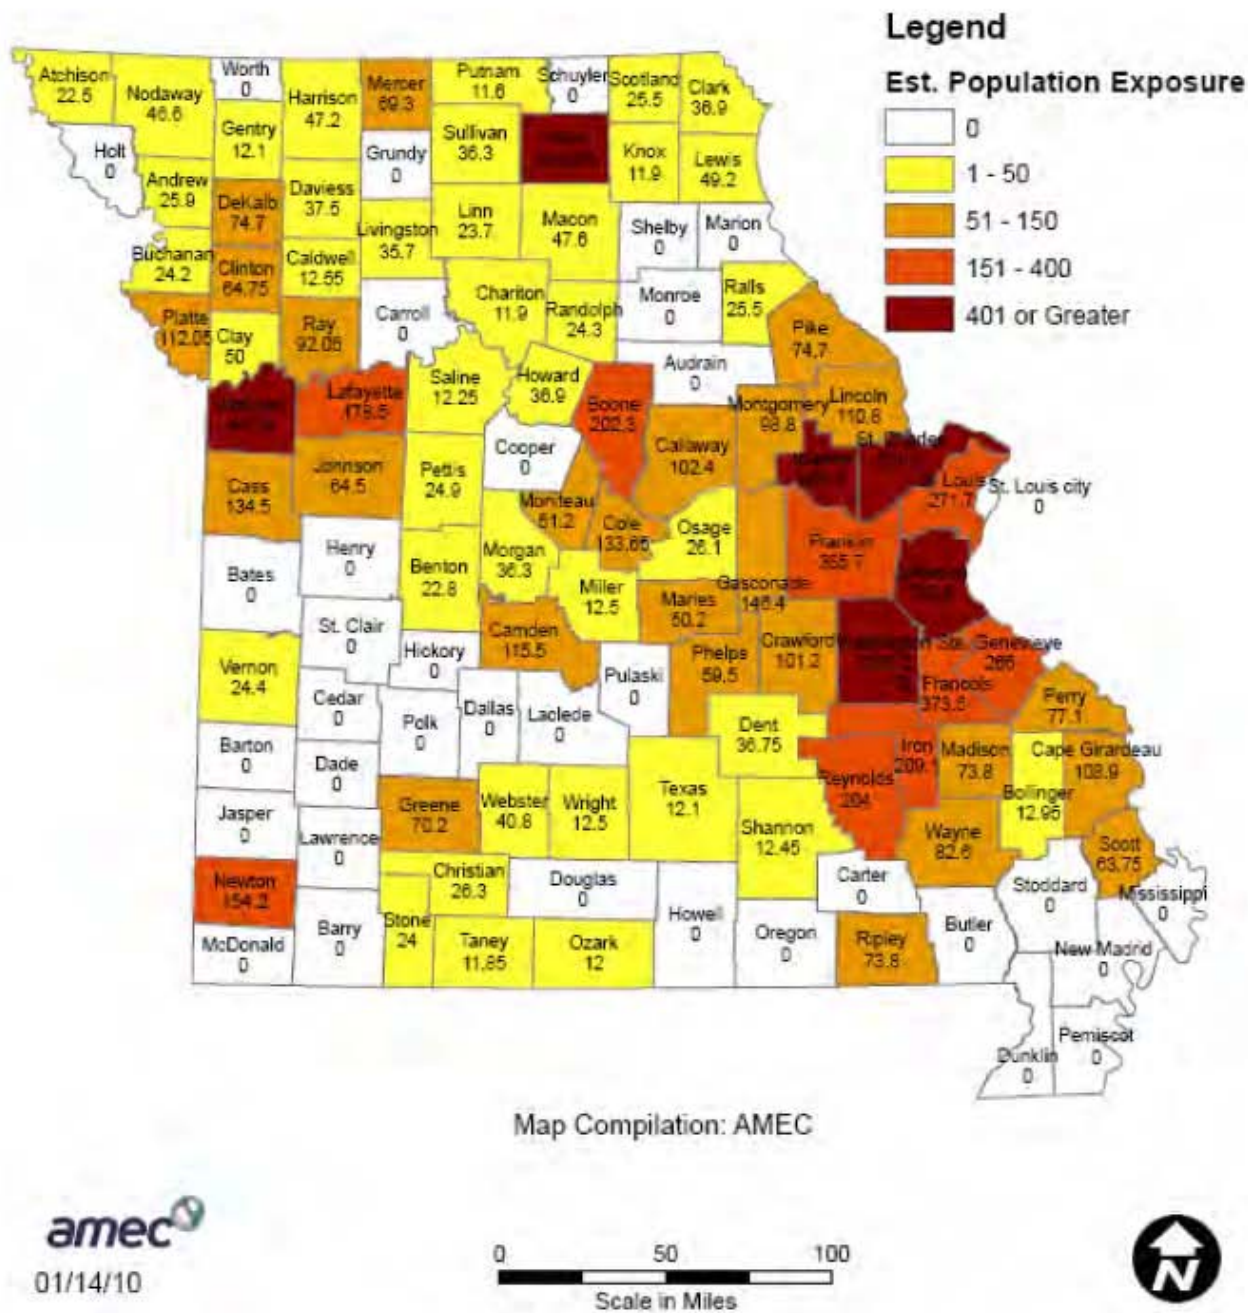 Legend
Est. Population Exposure
0
1 - 50
51 - 150
151 - 400
401 or Greater
Atchison
22.5
Nodaway
46.6
Worth
0
Harrison
47.2
Mercer
69.3
Putnam
11.6
Schuyler
0
Scotland
25.5
Clark
36.9
Holt
0
Gentry
12.1
Grundy
0
Sullivan
36.3
Knox
11.9
Lewis
49.2
Andrew
25.9
DeKalb
74.7
Daviess
37.5
Livingston
35.7
Linn
23.7
Macon
47.6
Shelby
0
Marion
0
Buchanan
24.2
Clinton
64.75
Caldwell
12.55
Carroll
0
Chariton
11.9
Randolph
24.3
Monroe
0
Ralls
25.5
Platte
112.05
Clay
50
Ray
92.05
Pike
74.7
Audrain
0
Lafayette
178.5
Saline
12.25
Howard
36.9
Boone
202.3
Montgomery
98.8
Lincoln
110.8
Cooper
0
Callaway
102.4
Cass
134.5
Johnson
64.5
Pettis
24.9
Moniteau
51.2
Cole
133.65
Osage
26.1
Louis
271.7
St. Louis city
0
Henry
0
Bates
0
Benton
22.8
Morgan
36.3
Miller
12.5
Maries
50.2
Gasconade
146.4
Franklin
355.7
St. Clair
0
Hickory
0
Camden
115.5
Pulaski
0
Phelps
59.5
Crawford
101.2
Ste.
Genevieve
266
Francois
373.5
Perry
77.1
Vernon
24.4
Cedar
0
Polk
0
Dallas
0
Laclede
0
Dent
36.75
Iron
209.1
Madison
73.8
Cape Girardeau
108.9
Barton
0
Dade
0
Greene
70.2
Webster
40.8
Wright
12.5
Texas
12.1
Reynolds
204
Bollinger
12.95
Jasper
0
Lawrence
0
Shannon
12.45
Wayne
82.6
Scott
63.75
Newton
154.2
Christian
26.3
Douglas
0
Howell
0
Carter
0
Stoddard
0
Mississippi
0
McDonald
0
Barry
0
Stone
24
Taney
11.85
Ozark
12
Oregon
0
Ripley
73.8
Butler
0
New Madrid
0
Dunklin
0
Pemiscot
0
Map Compilation: AMEC
amec
01/14/10
0 50 100
Scale in Miles
N